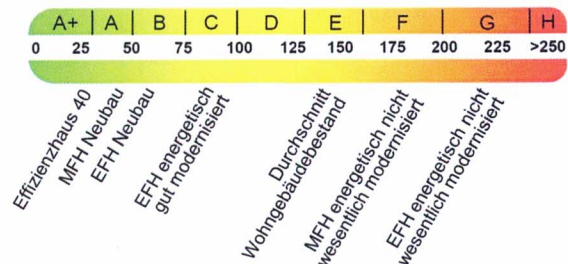 A+ A B C D E F G H
0 25 50 75 100 125 150 175 200 225 >250
Effizienzhaus 40
MFH Neubau
EFH Neubau
EFH energetisch
gut modernisiert
Durchschnitt
Wohngebäudebestand
MFH energetisch nicht
wesentlich modernisiert
EFH energetisch nicht
wesentlich modernisiert